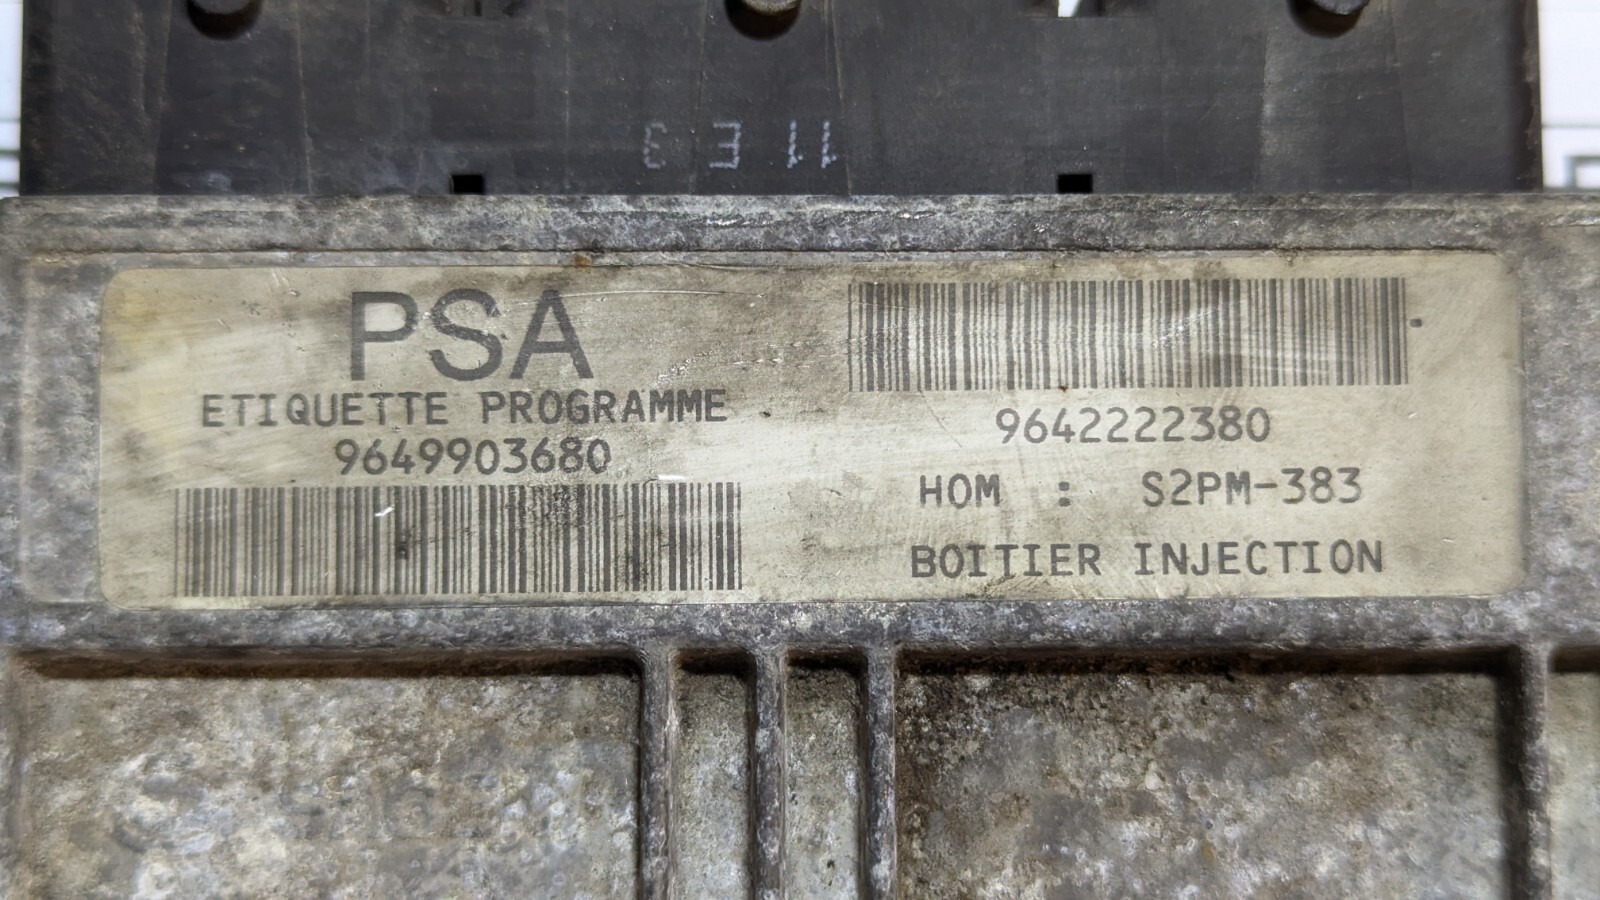 11 E 3
PSA
ETIQUETTE PROGRAMME
9649903680
9642222380
HOM : S2PM-383
BOITIER INJECTION